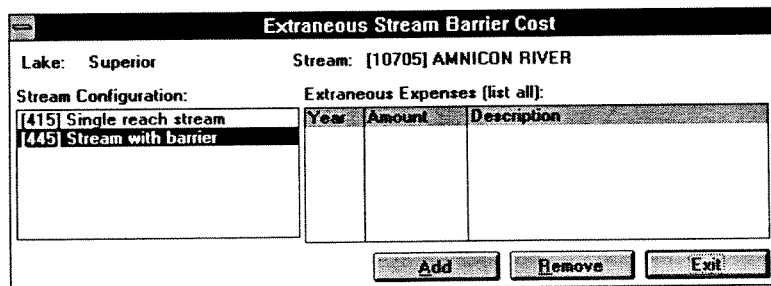 Extraneous Stream Barrier Cost
Lake: Superior Stream: [10705] AMNICON RIVER
Stream Configuration: Extraneous Expenses (list all):
[415] Single reach stream
[445] Stream with barrier
Year Amount Description
Add Remove Exit